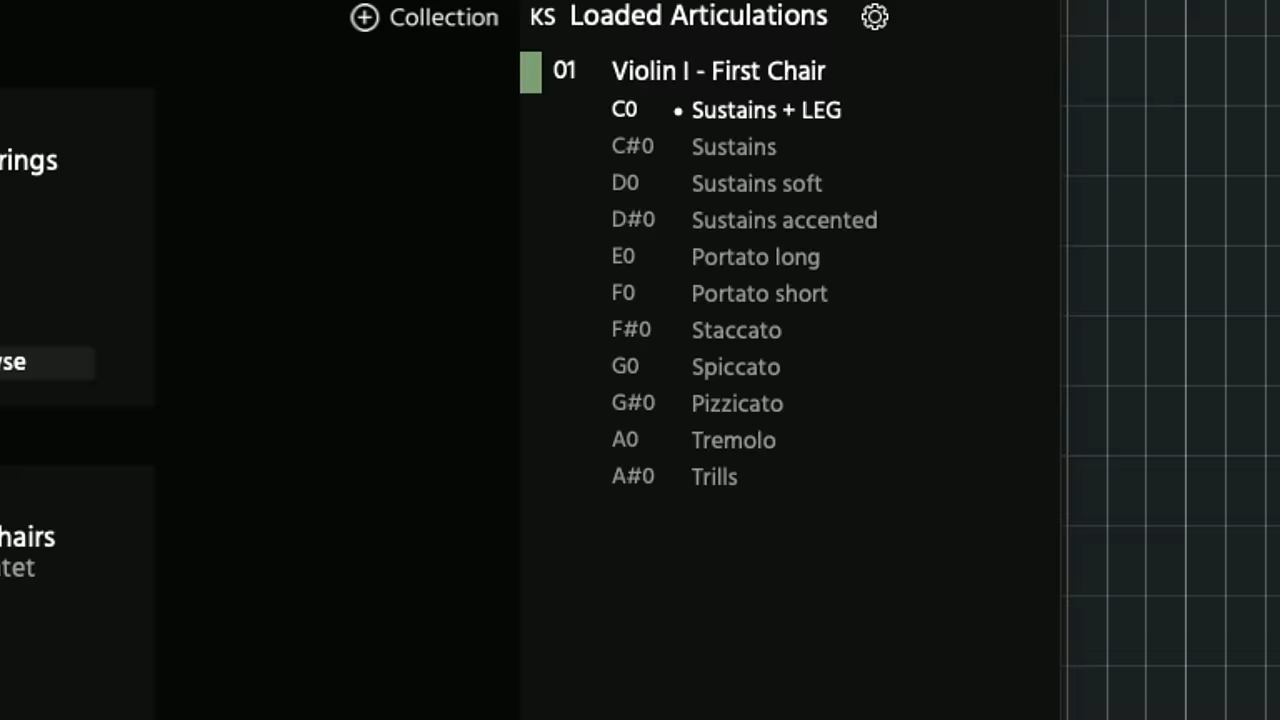 Collection
KS Loaded Articulations
01 Violin I - First Chair
C0 • Sustains + LEG
C#0 Sustains
D0 Sustains soft
D#0 Sustains accented
E0 Portato long
F0 Portato short
F#0 Staccato
G0 Spiccato
G#0 Pizzicato
A0 Tremolo
A#0 Trills
rings
se
hairs
tet